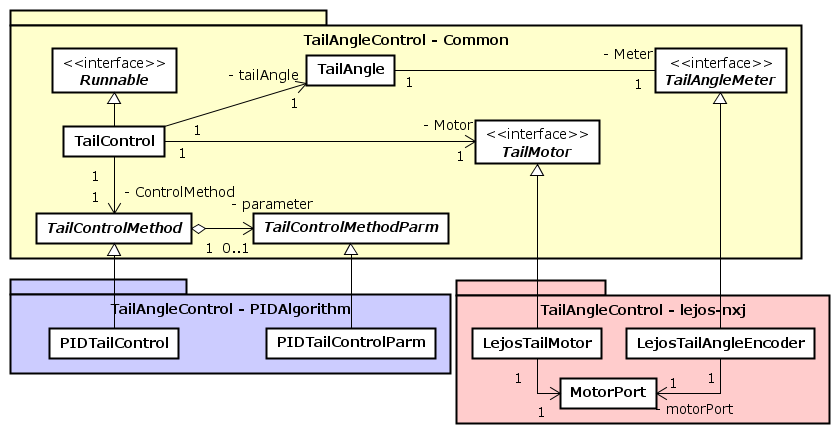 TailAngleControl - Common
<<interface>>
Runnable
- tailAngle
1
TailAngle
1
- Meter
1
<<interface>>
TailAngleMeter
TailControl
1
1
- Motor
1
<<interface>>
TailMotor
1
1
- ControlMethod
TailControlMethod
- parameter
1
0..1
TailControlMethodParm
TailAngleControl - PIDAlgorithm
PIDTailControl
PIDTailControlParm
TailAngleControl - lejos-nxj
LejosTailMotor
LejosTailAngleEncoder
1
1
MotorPort
1
1
- motorPort